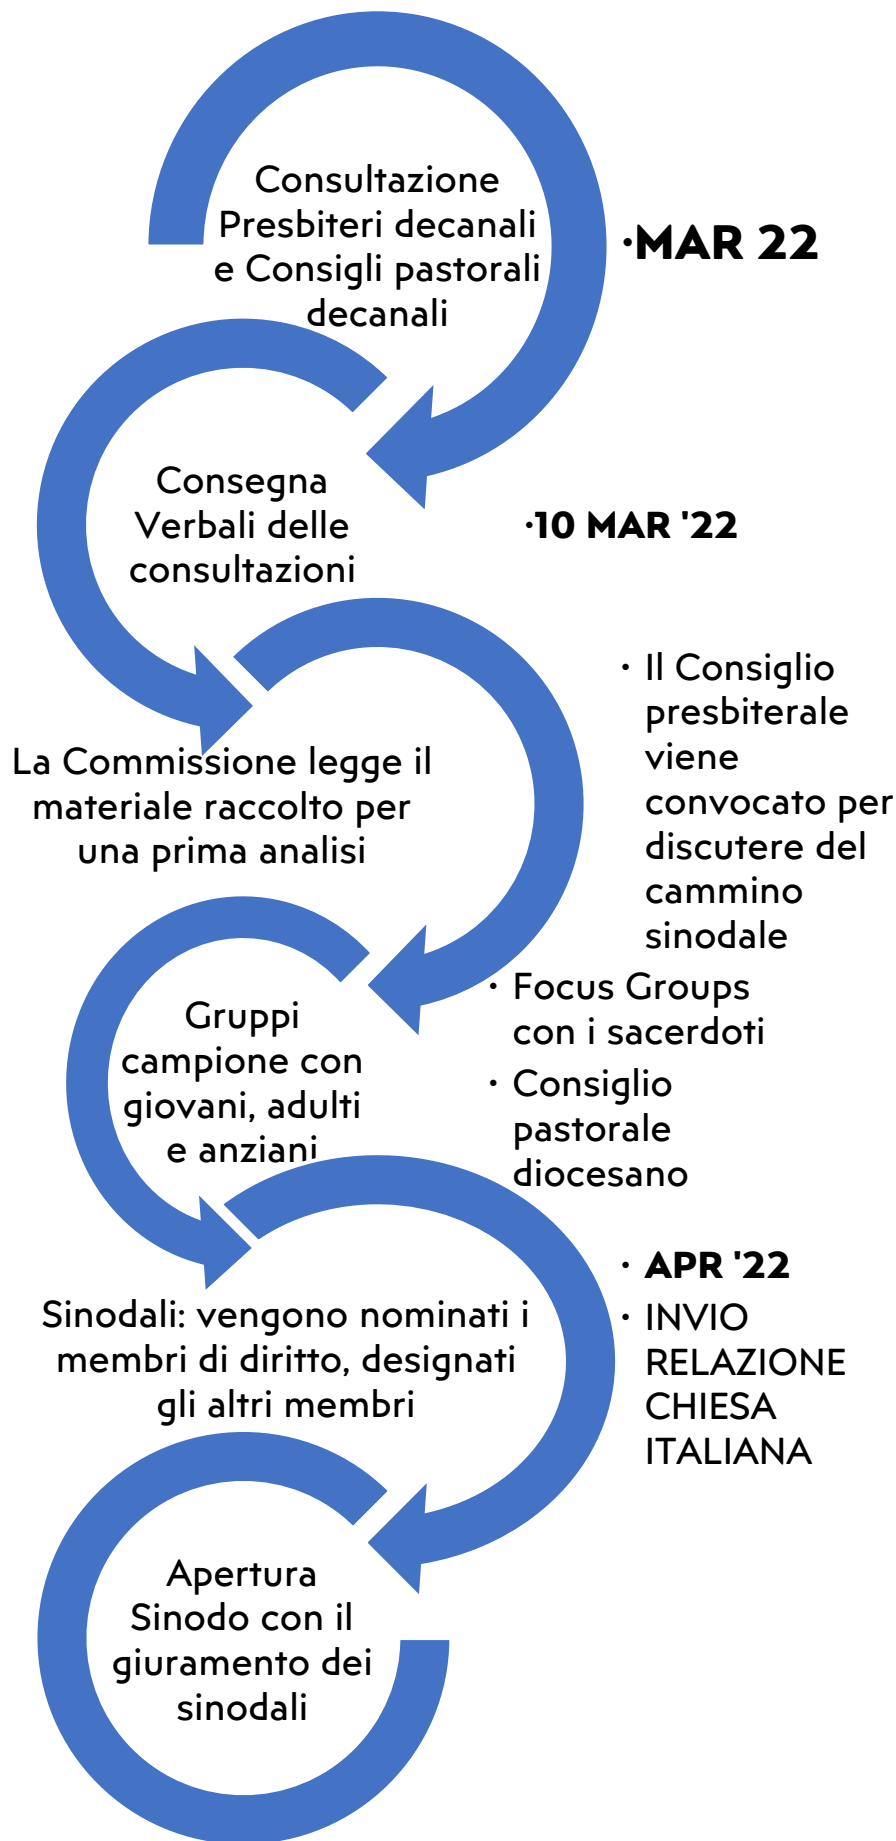 Consultazione
Presbiteri decanali
e Consigli pastorali
decanali
·MAR 22
Consegna
Verbali delle
consultazioni
·10 MAR '22
La Commissione legge il
materiale raccolto per
una prima analisi
· Il Consiglio
presbiterale
viene
convocato per
discutere del
cammino
sinodale
Gruppi
campione con
giovani, adulti
e anziani
· Focus Groups
con i sacerdoti
· Consiglio
pastorale
diocesano
Sinodali: vengono nominati i
membri di diritto, designati
gli altri membri
· APR '22
· INVIO
RELAZIONE
CHIESA
ITALIANA
Apertura
Sinodo con il
giuramento dei
sinodali